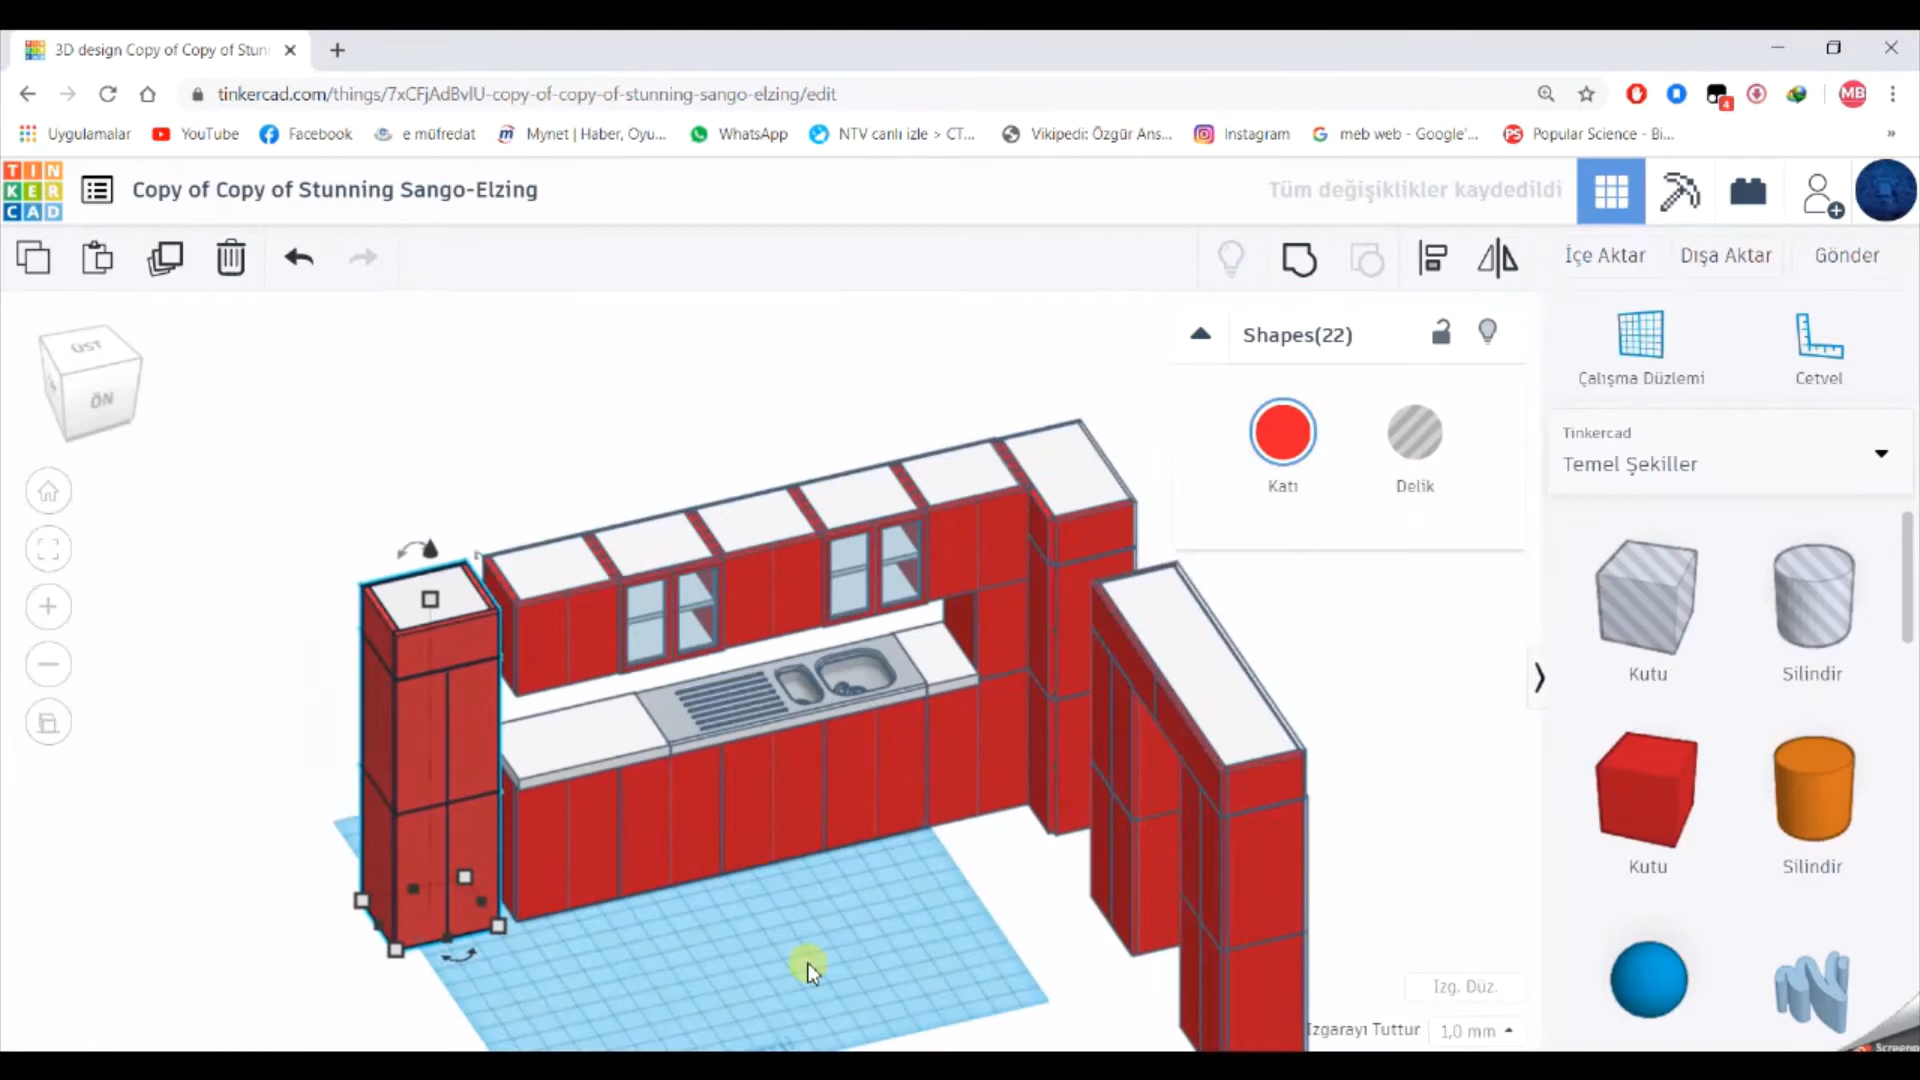 3D design Copy of Copy of Stun
tinkercad.com/things/7xCFjAdBvlU-copy-of-copy-of-stunning-sango-elzing/edit
4
MB
Uygulamalar
YouTube
Facebook
e müfredat
Mynet | Haber, Oyu...
WhatsApp
NTV canlı izle > CT...
Vikipedi: Özgür Ans...
Instagram
meb web - Google'...
PS
Popular Science - Bi...
»
TIN
KER
CAD
Copy of Copy of Stunning Sango-Elzing
Tüm değişiklikler kaydedildi
İçe Aktar
Dışa Aktar
Gönder
ÜST
ÖN
Shapes(22)
Katı
Delik
Çalışma Düzlemi
Cetvel
Tinkercad
Temel Şekiller
Kutu
Silindir
Kutu
Silindir
Izg. Düz.
Izgarayı Tuttur
1,0 mm